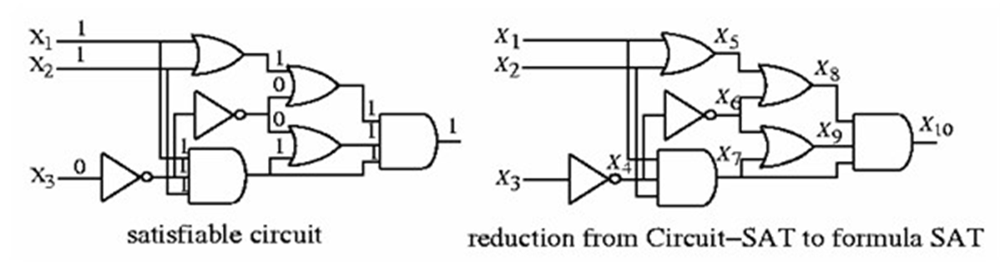 X1 1
X2 1
1
0
0
1
1
1
1
1
1
1
1
X3 0
satisfiable circuit
X1
X2
X5
X8
X6
X9
X10
X7
X4
X3
reduction from Circuit–SAT to formula SAT